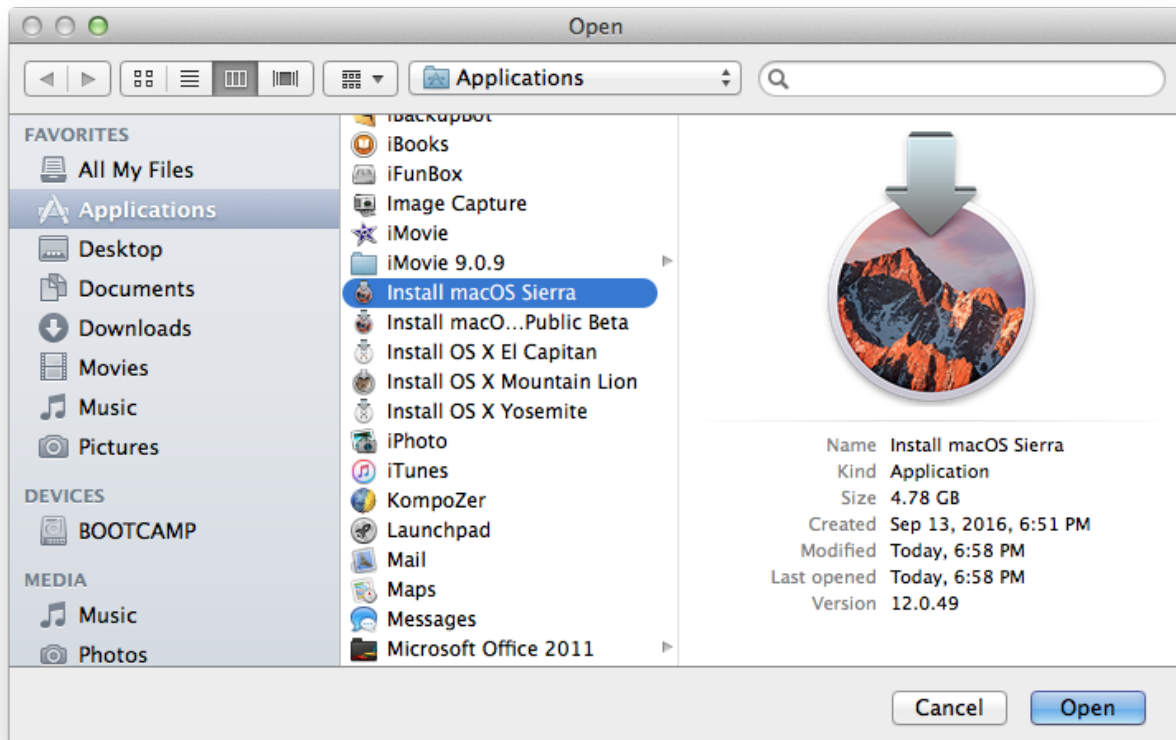 Open
Applications
FAVORITES
All My Files
Applications
Desktop
Documents
Downloads
Movies
Music
Pictures
DEVICES
BOOTCAMP
MEDIA
Music
Photos
iBackupBot
iBooks
iFunBox
Image Capture
iMovie
iMovie 9.0.9
Install macOS Sierra
Install macO...Public Beta
Install OS X El Capitan
Install OS X Mountain Lion
Install OS X Yosemite
iPhoto
iTunes
KompoZer
Launchpad
Mail
Maps
Messages
Microsoft Office 2011
Name Install macOS Sierra
Kind Application
Size 4.78 GB
Created Sep 13, 2016, 6:51 PM
Modified Today, 6:58 PM
Last opened Today, 6:58 PM
Version 12.0.49
Cancel
Open